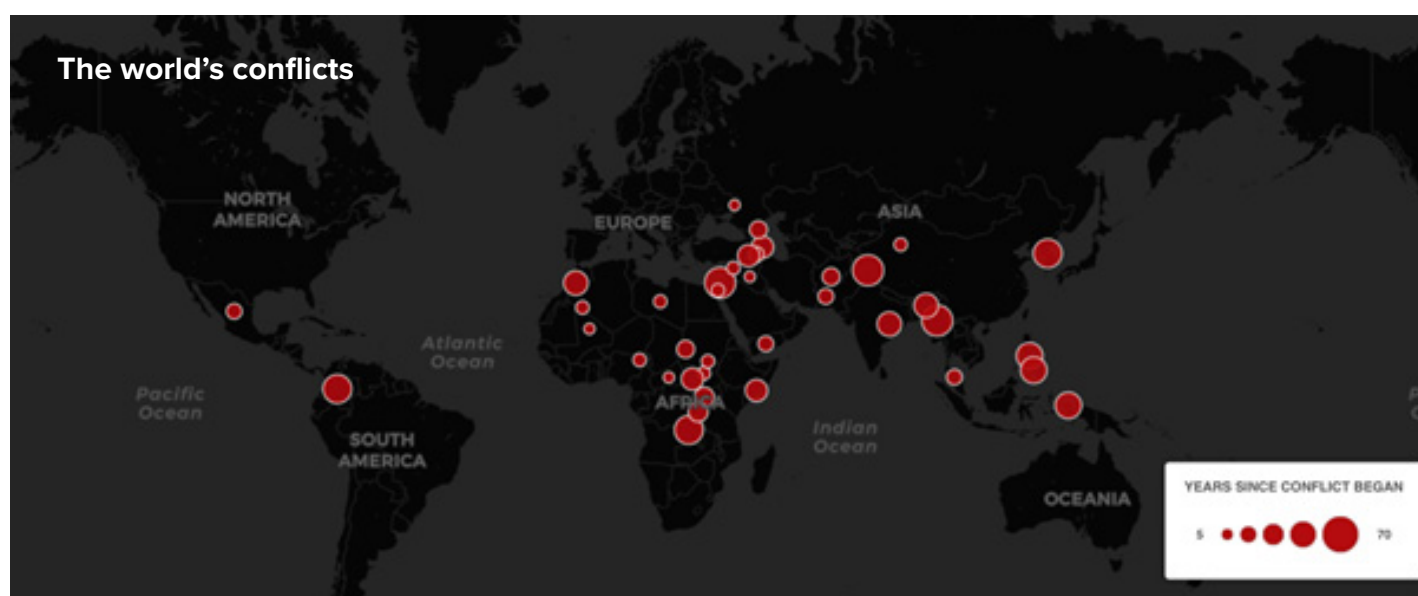 The world's conflicts
NORTH
AMERICA
EUROPE
ASIA
Atlantic
Ocean
Pacific
Ocean
AFRICA
Indian
Ocean
SOUTH
AMERICA
OCEANIA
YEARS SINCE CONFLICT BEGAN
5 70